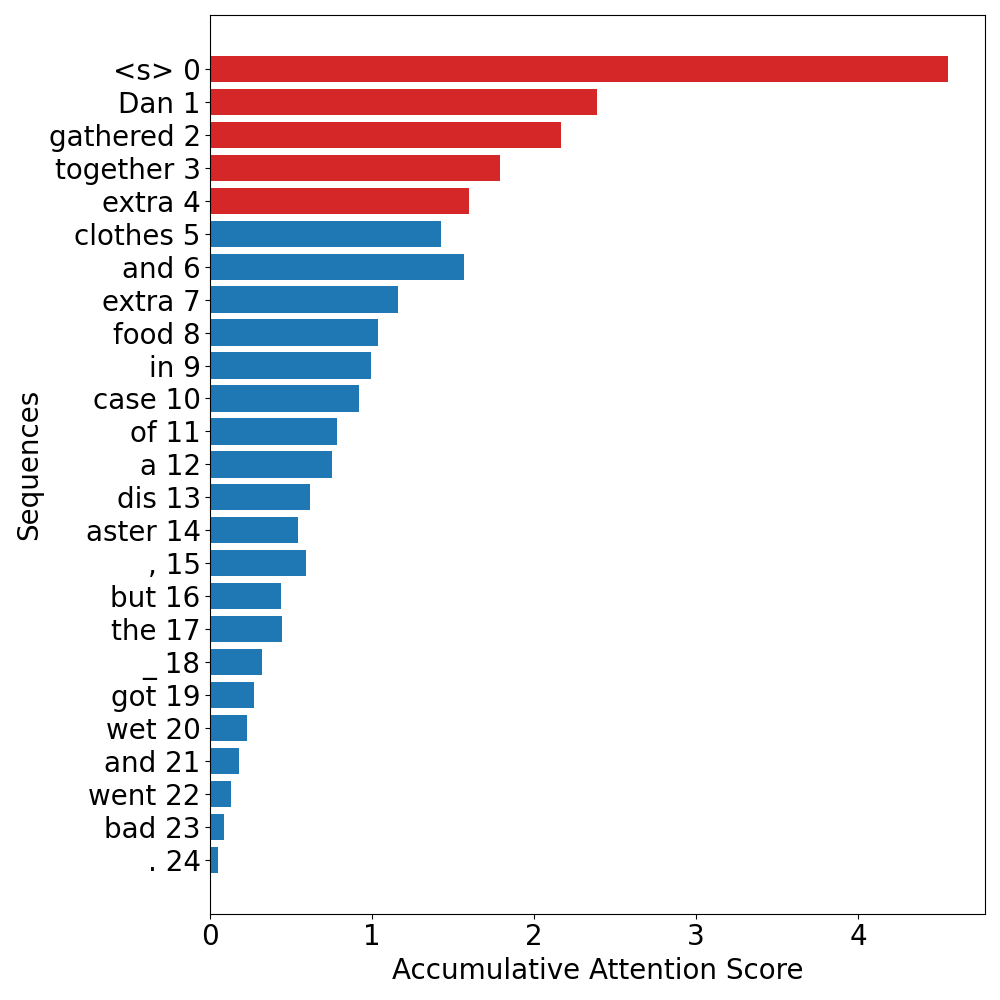 <s> 0
Dan 1
gathered 2
together 3
extra 4
clothes 5
and 6
extra 7
food 8
in 9
case 10
of 11
a 12
dis 13
aster 14
, 15
but 16
the 17
_ 18
got 19
wet 20
and 21
went 22
bad 23
. 24
Sequences
0 1 2 3 4
Accumulative Attention Score